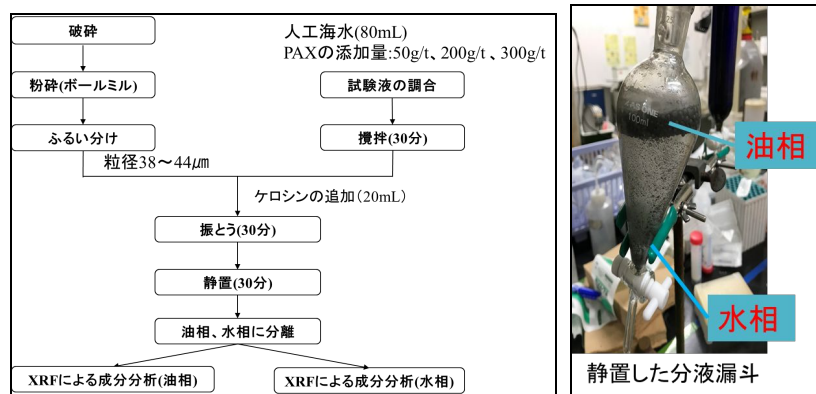 破砕
人工海水(80mL)
PAXの添加量:50g/t、200g/t 、300g/t
粉砕(ボールミル)
試験液の調合
ふるい分け
攪拌(30分)
粒径38～44㎛
ケロシンの追加(20mL)
振とう(30分)
静置(30分)
油相、水相に分離
XRFによる成分分析(油相)
XRFによる成分分析(水相)
AS ONE
100ml
油相
水相
静置した分液漏斗